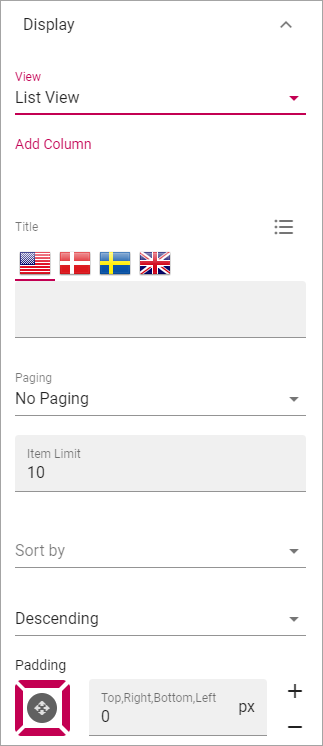 Display
View
List View
Add Column
Title
Paging
No Paging
Item Limit
10
Sort by
Descending
Padding
Top,Right,Bottom,Left
0 px